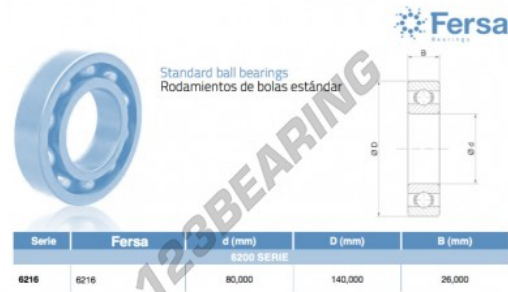 Fersa
Bearings
Standard ball bearings
Rodamientos de bolas estándar
B
Ø D
Ø d
123BEARING
Serie Fersa d (mm) D (mm) B (mm)
6200 SERIE
6216 6216 80,000 140,000 26,000